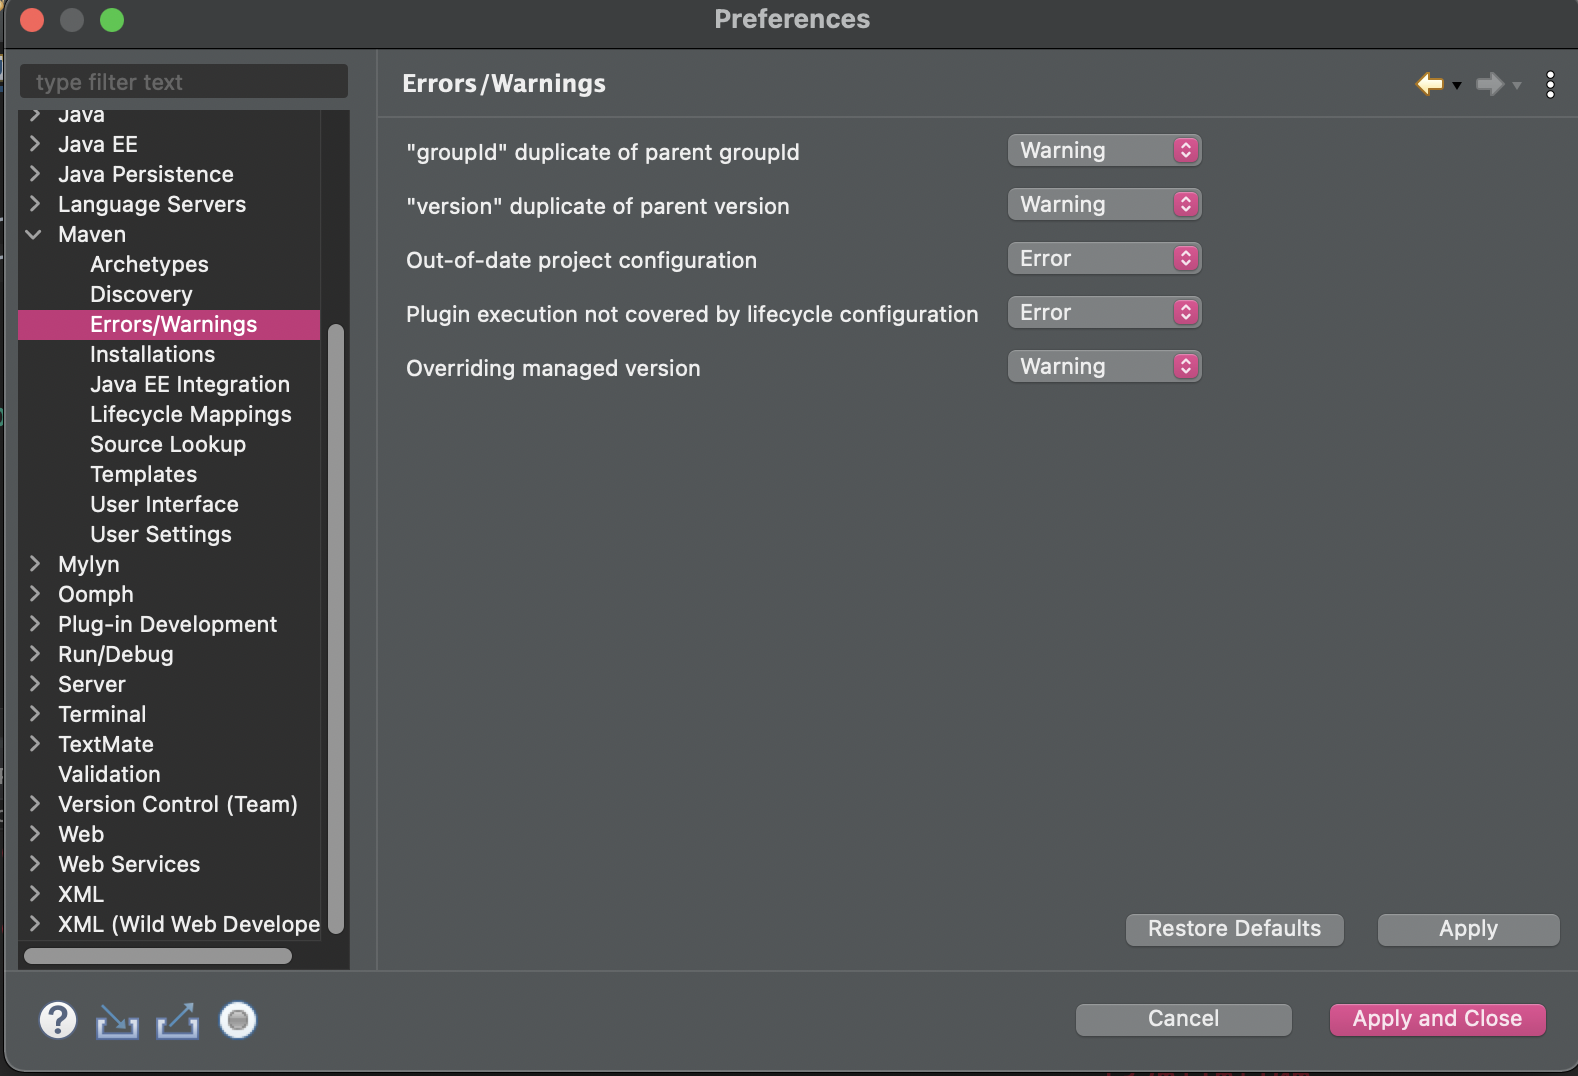 Preferences
type filter text
Java
Java EE
Java Persistence
Language Servers
Maven
Archetypes
Discovery
Errors/Warnings
Installations
Java EE Integration
Lifecycle Mappings
Source Lookup
Templates
User Interface
User Settings
Mylyn
Oomph
Plug-in Development
Run/Debug
Server
Terminal
TextMate
Validation
Version Control (Team)
Web
Web Services
XML
XML (Wild Web Develope
Errors/Warnings
"groupId" duplicate of parent groupId Warning
"version" duplicate of parent version Warning
Out-of-date project configuration Error
Plugin execution not covered by lifecycle configuration Error
Overriding managed version Warning
Restore Defaults Apply
? Cancel Apply and Close